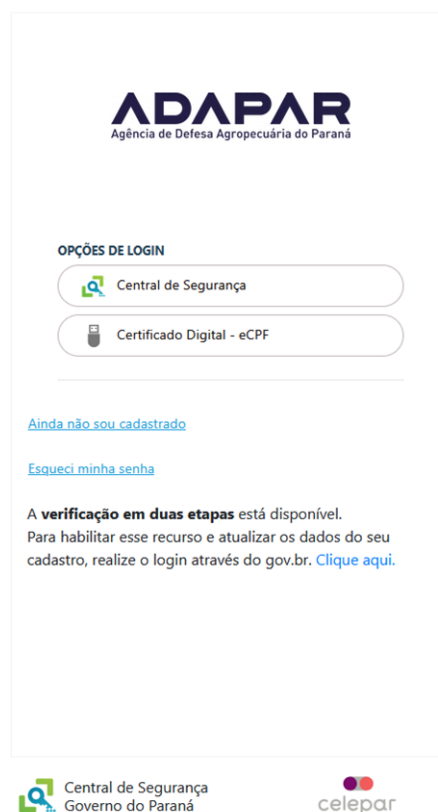 ADAPAR
Agência de Defesa Agropecuária do Paraná
OPÇÕES DE LOGIN
Central de Segurança
Certificado Digital - eCPF
Ainda não sou cadastrado
Esqueci minha senha
A verificação em duas etapas está disponível.
Para habilitar esse recurso e atualizar os dados do seu
cadastro, realize o login através do gov.br. Clique aqui.
Central de Segurança
Governo do Paraná
celepar